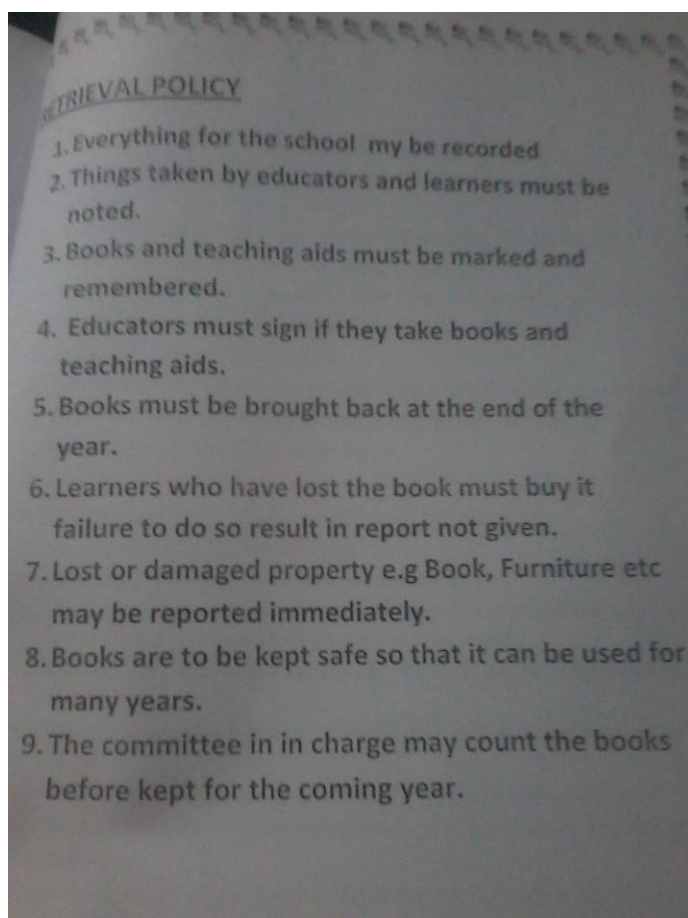 RETRIEVAL POLICY
1. Everything for the school my be recorded
2. Things taken by educators and learners must be
noted.
3. Books and teaching aids must be marked and
remembered.
4. Educators must sign if they take books and
teaching aids.
5. Books must be brought back at the end of the
year.
6. Learners who have lost the book must buy it
failure to do so result in report not given.
7. Lost or damaged property e.g Book, Furniture etc
may be reported immediately.
8. Books are to be kept safe so that it can be used for
many years.
9. The committee in in charge may count the books
before kept for the coming year.